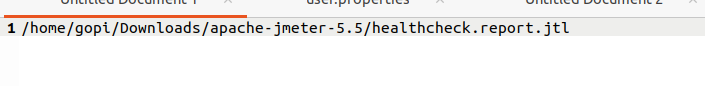 Untitled Document 1 user.properties Untitled Document 2
1 /home/gopi/Downloads/apache-jmeter-5.5/healthcheck.report.jtl